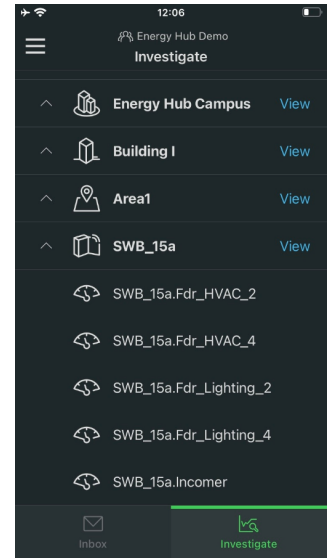 12:06
Energy Hub Demo
Investigate
Energy Hub Campus View
Building I View
Area1 View
SWB_15a View
SWB_15a.Fdr_HVAC_2
SWB_15a.Fdr_HVAC_4
SWB_15a.Fdr_Lighting_2
SWB_15a.Fdr_Lighting_4
SWB_15a.Incomer
Inbox Investigate